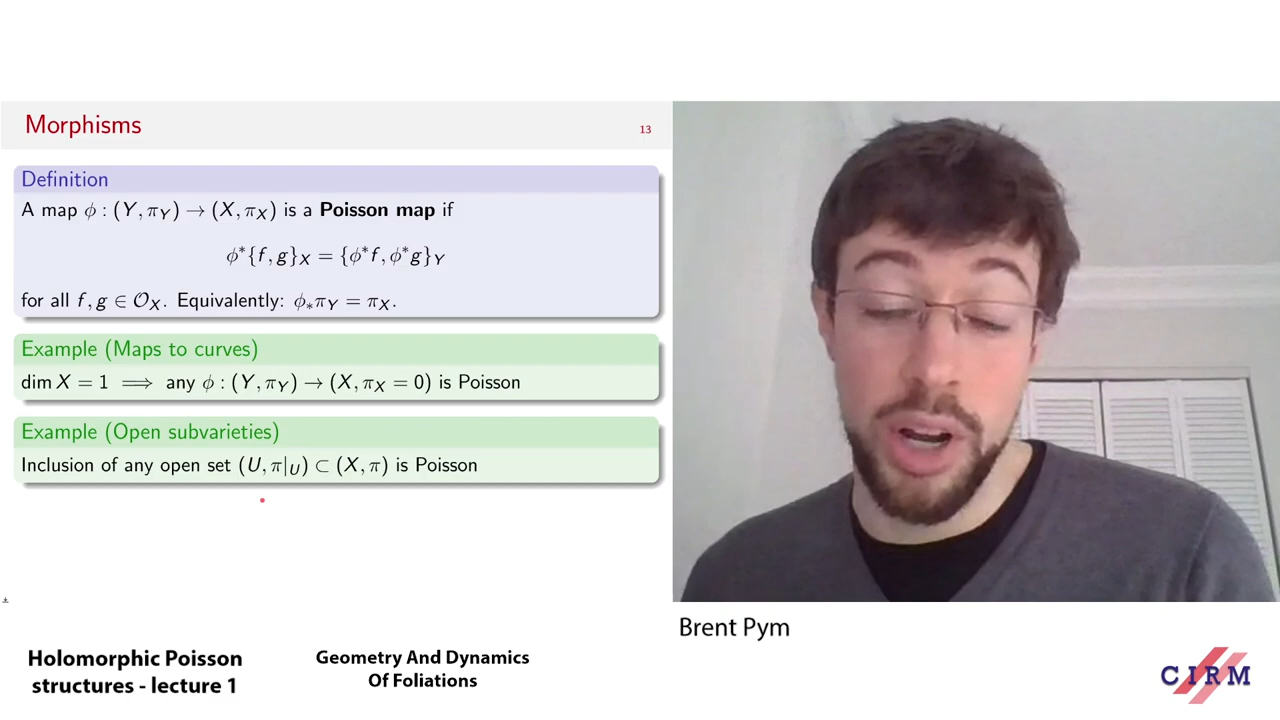 Morphisms
13
Definition
A map ϕ : (Y, π_Y) → (X, π_X) is a Poisson map if
ϕ*{f, g}_X = {ϕ*f, ϕ*g}_Y
for all f, g ∈ 𝒪_X. Equivalently: ϕ_*π_Y = π_X.
Example (Maps to curves)
dim X = 1 ⟹ any ϕ : (Y, π_Y) → (X, π_X = 0) is Poisson
Example (Open subvarieties)
Inclusion of any open set (U, π|_U) ⊂ (X, π) is Poisson
Brent Pym
Holomorphic Poisson
structures - lecture 1
Geometry And Dynamics
Of Foliations
CIRM